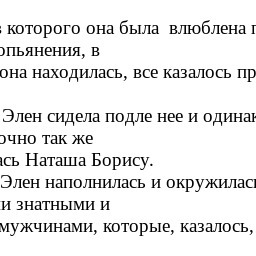 которого она была влюблена
опьянения, в
она находилась, все казалось пр
Элен сидела подле нее и одинак
очно так же
ась Наташа Борису.
Элен наполнилась и окружилас
и знатными и
мужчинами, которые, казалось,